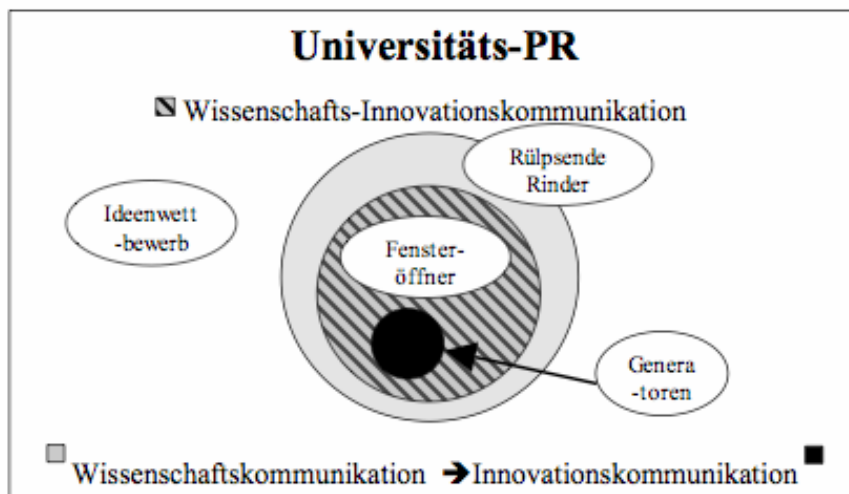 Universitäts-PR
Wissenschafts-Innovationskommunikation
Rülpsende
Rinder
Ideenwett
-bewerb
Fenster-
öffner
Genera
-toren
Wissenschaftskommunikation ➔Innovationskommunikation